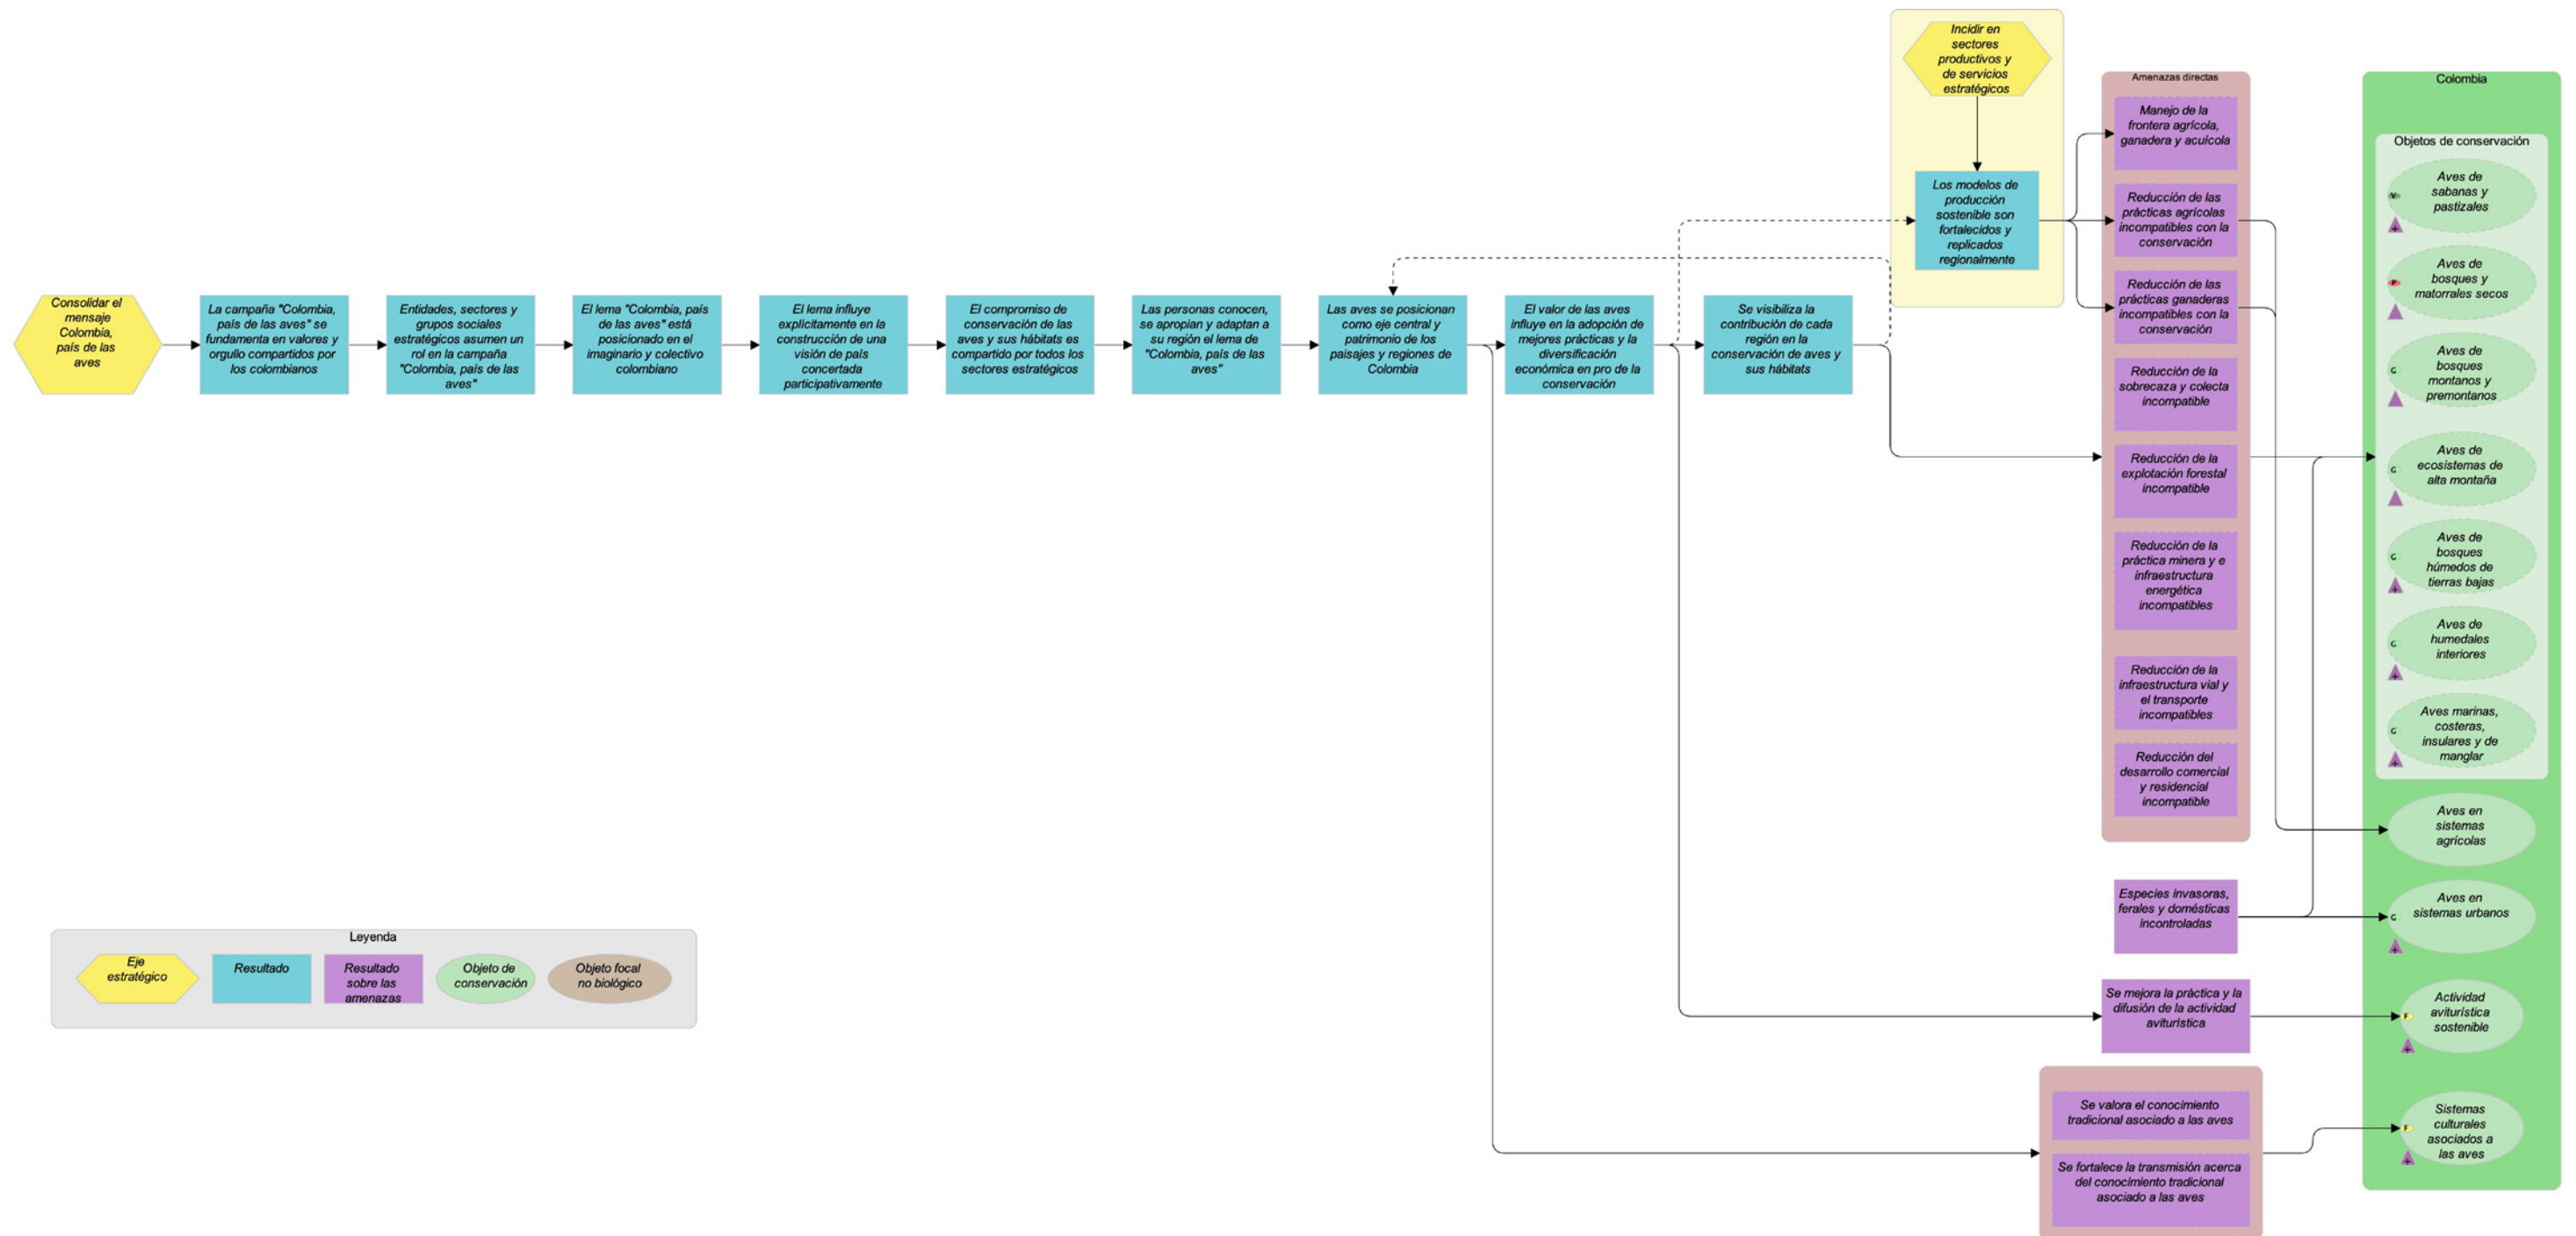 Incidir en
sectores
productivos y
de servicios
estratégicos
Los modelos de
producción
sostenible son
fortalecidos y
replicados
regionalmente
Consolidar el
mensaje
Colombia,
país de las
aves
La campaña "Colombia,
país de las aves" se
fundamenta en valores y
orgullo compartidos por
los colombianos
Entidades, sectores y
grupos sociales
estratégicos asumen un
rol en la campaña
"Colombia, país de las
aves"
El lema "Colombia, país
de las aves" está
posicionado en el
imaginario y colectivo
colombiano
El lema influye
explícitamente en la
construcción de una
visión de país
concertada
participativamente
El compromiso de
conservación de las
aves y sus hábitats es
compartido por todos los
sectores estratégicos
Las personas conocen,
se apropian y adaptan a
su región el lema de
"Colombia, país de las
aves"
Las aves se posicionan
como eje central y
patrimonio de los
paisajes y regiones de
Colombia
El valor de las aves
influye en la adopción de
mejores prácticas y la
diversificación
económica en pro de la
conservación
Se visibiliza la
contribución de cada
región en la
conservación de aves y
sus hábitats
Amenazas directas
Manejo de la
frontera agrícola,
ganadera y acuícola
Reducción de las
prácticas agrícolas
incompatibles con la
conservación
Reducción de las
prácticas ganaderas
incompatibles con la
conservación
Reducción de la
sobrecaza y colecta
incompatible
Reducción de la
explotación forestal
incompatible
Reducción de la
práctica minera y e
infraestructura
energética
incompatibles
Reducción de la
infraestructura vial y
el transporte
incompatibles
Reducción del
desarrollo comercial
y residencial
incompatible
Especies invasoras,
ferales y domésticas
incontroladas
Se mejora la práctica y la
difusión de la actividad
aviturística
Se valora el conocimiento
tradicional asociado a las aves
Se fortalece la transmisión acerca
del conocimiento tradicional
asociado a las aves
Colombia
Objetos de conservación
Aves de
sabanas y
pastizales
V
Aves de
bosques y
matorrales secos
P
Aves de
bosques
montanos y
premontanos
G
Aves de
ecosistemas de
alta montaña
G
Aves de
bosques
húmedos de
tierras bajas
G
Aves de
humedales
interiores
G
Aves marinas,
costeras,
insulares y de
manglar
G
Aves en
sistemas
agrícolas
Aves en
sistemas urbanos
G
Actividad
aviturística
sostenible
F
Sistemas
culturales
asociados a
las aves
F
Leyenda
Eje
estratégico
Resultado
Resultado
sobre las
amenazas
Objeto de
conservación
Objeto focal
no biológico